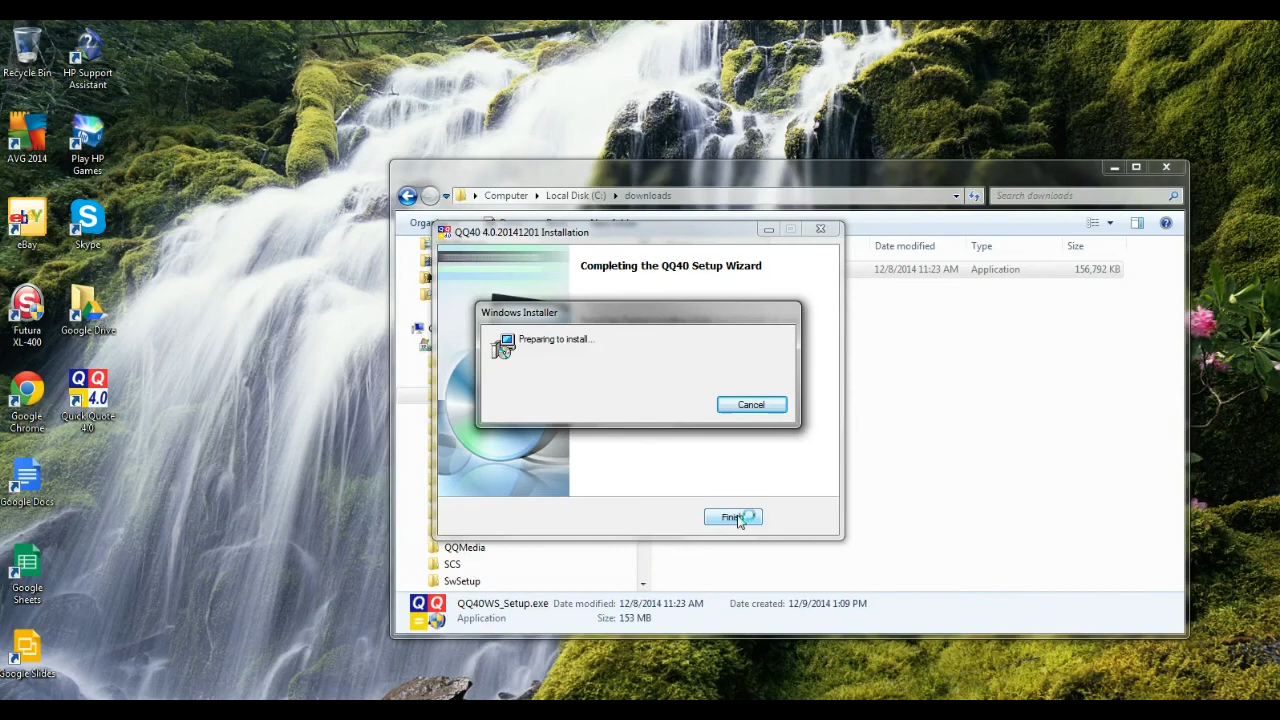 Recycle Bin
HP Support
Assistant
AVG 2014
Play HP
Games
eBay
Skype
Futura
XL-400
Google Drive
Google
Chrome
QQ
4.0
Quick Quote
4.0
Google Docs
Google
Sheets
Google Slides
Computer
Local Disk (C:)
downloads
Search downloads
Date modified
Type
Size
12/8/2014 11:23 AM
Application
156,792 KB
QQ40 4.0.20141201 Installation
Completing the QQ40 Setup Wizard
Windows Installer
Preparing to install...
Cancel
QQMedia
SCS
SwSetup
QQ
QQ40WS_Setup.exe
Date modified: 12/8/2014 11:23 AM
Date created: 12/9/2014 1:09 PM
Application
Size: 153 MB